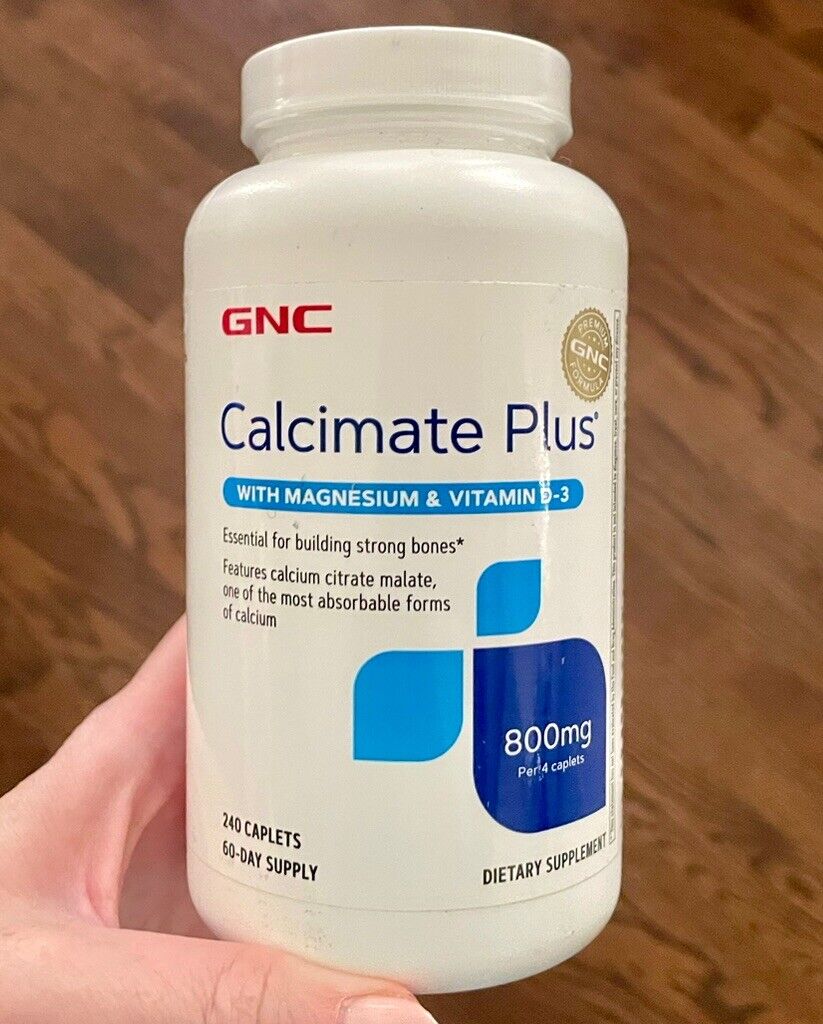 GNC
PREMIUM
GNC
FORMULA
Calcimate Plus®
WITH MAGNESIUM & VITAMIN D-3
Essential for building strong bones*
Features calcium citrate malate,
one of the most absorbable forms
of calcium
800mg
Per 4 caplets
240 CAPLETS
60-DAY SUPPLY
DIETARY SUPPLEMENT